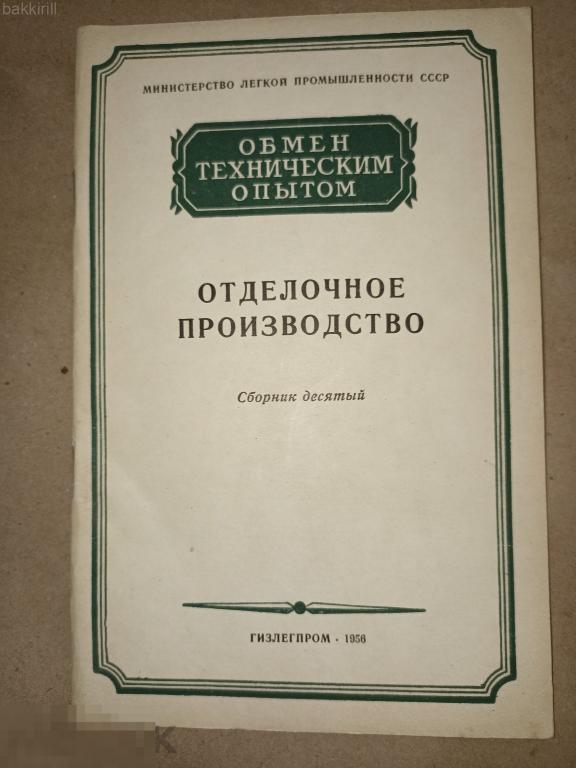 bakkirill
МИНИСТЕРСТВО ЛЕГКОЙ ПРОМЫШЛЕННОСТИ СССР
ОБМЕН
ТЕХНИЧЕСКИМ
ОПЫТОМ
ОТДЕЛОЧНОЕ
ПРОИЗВОДСТВО
Сборник десятый
ГИЗЛЕГПРОМ · 1956